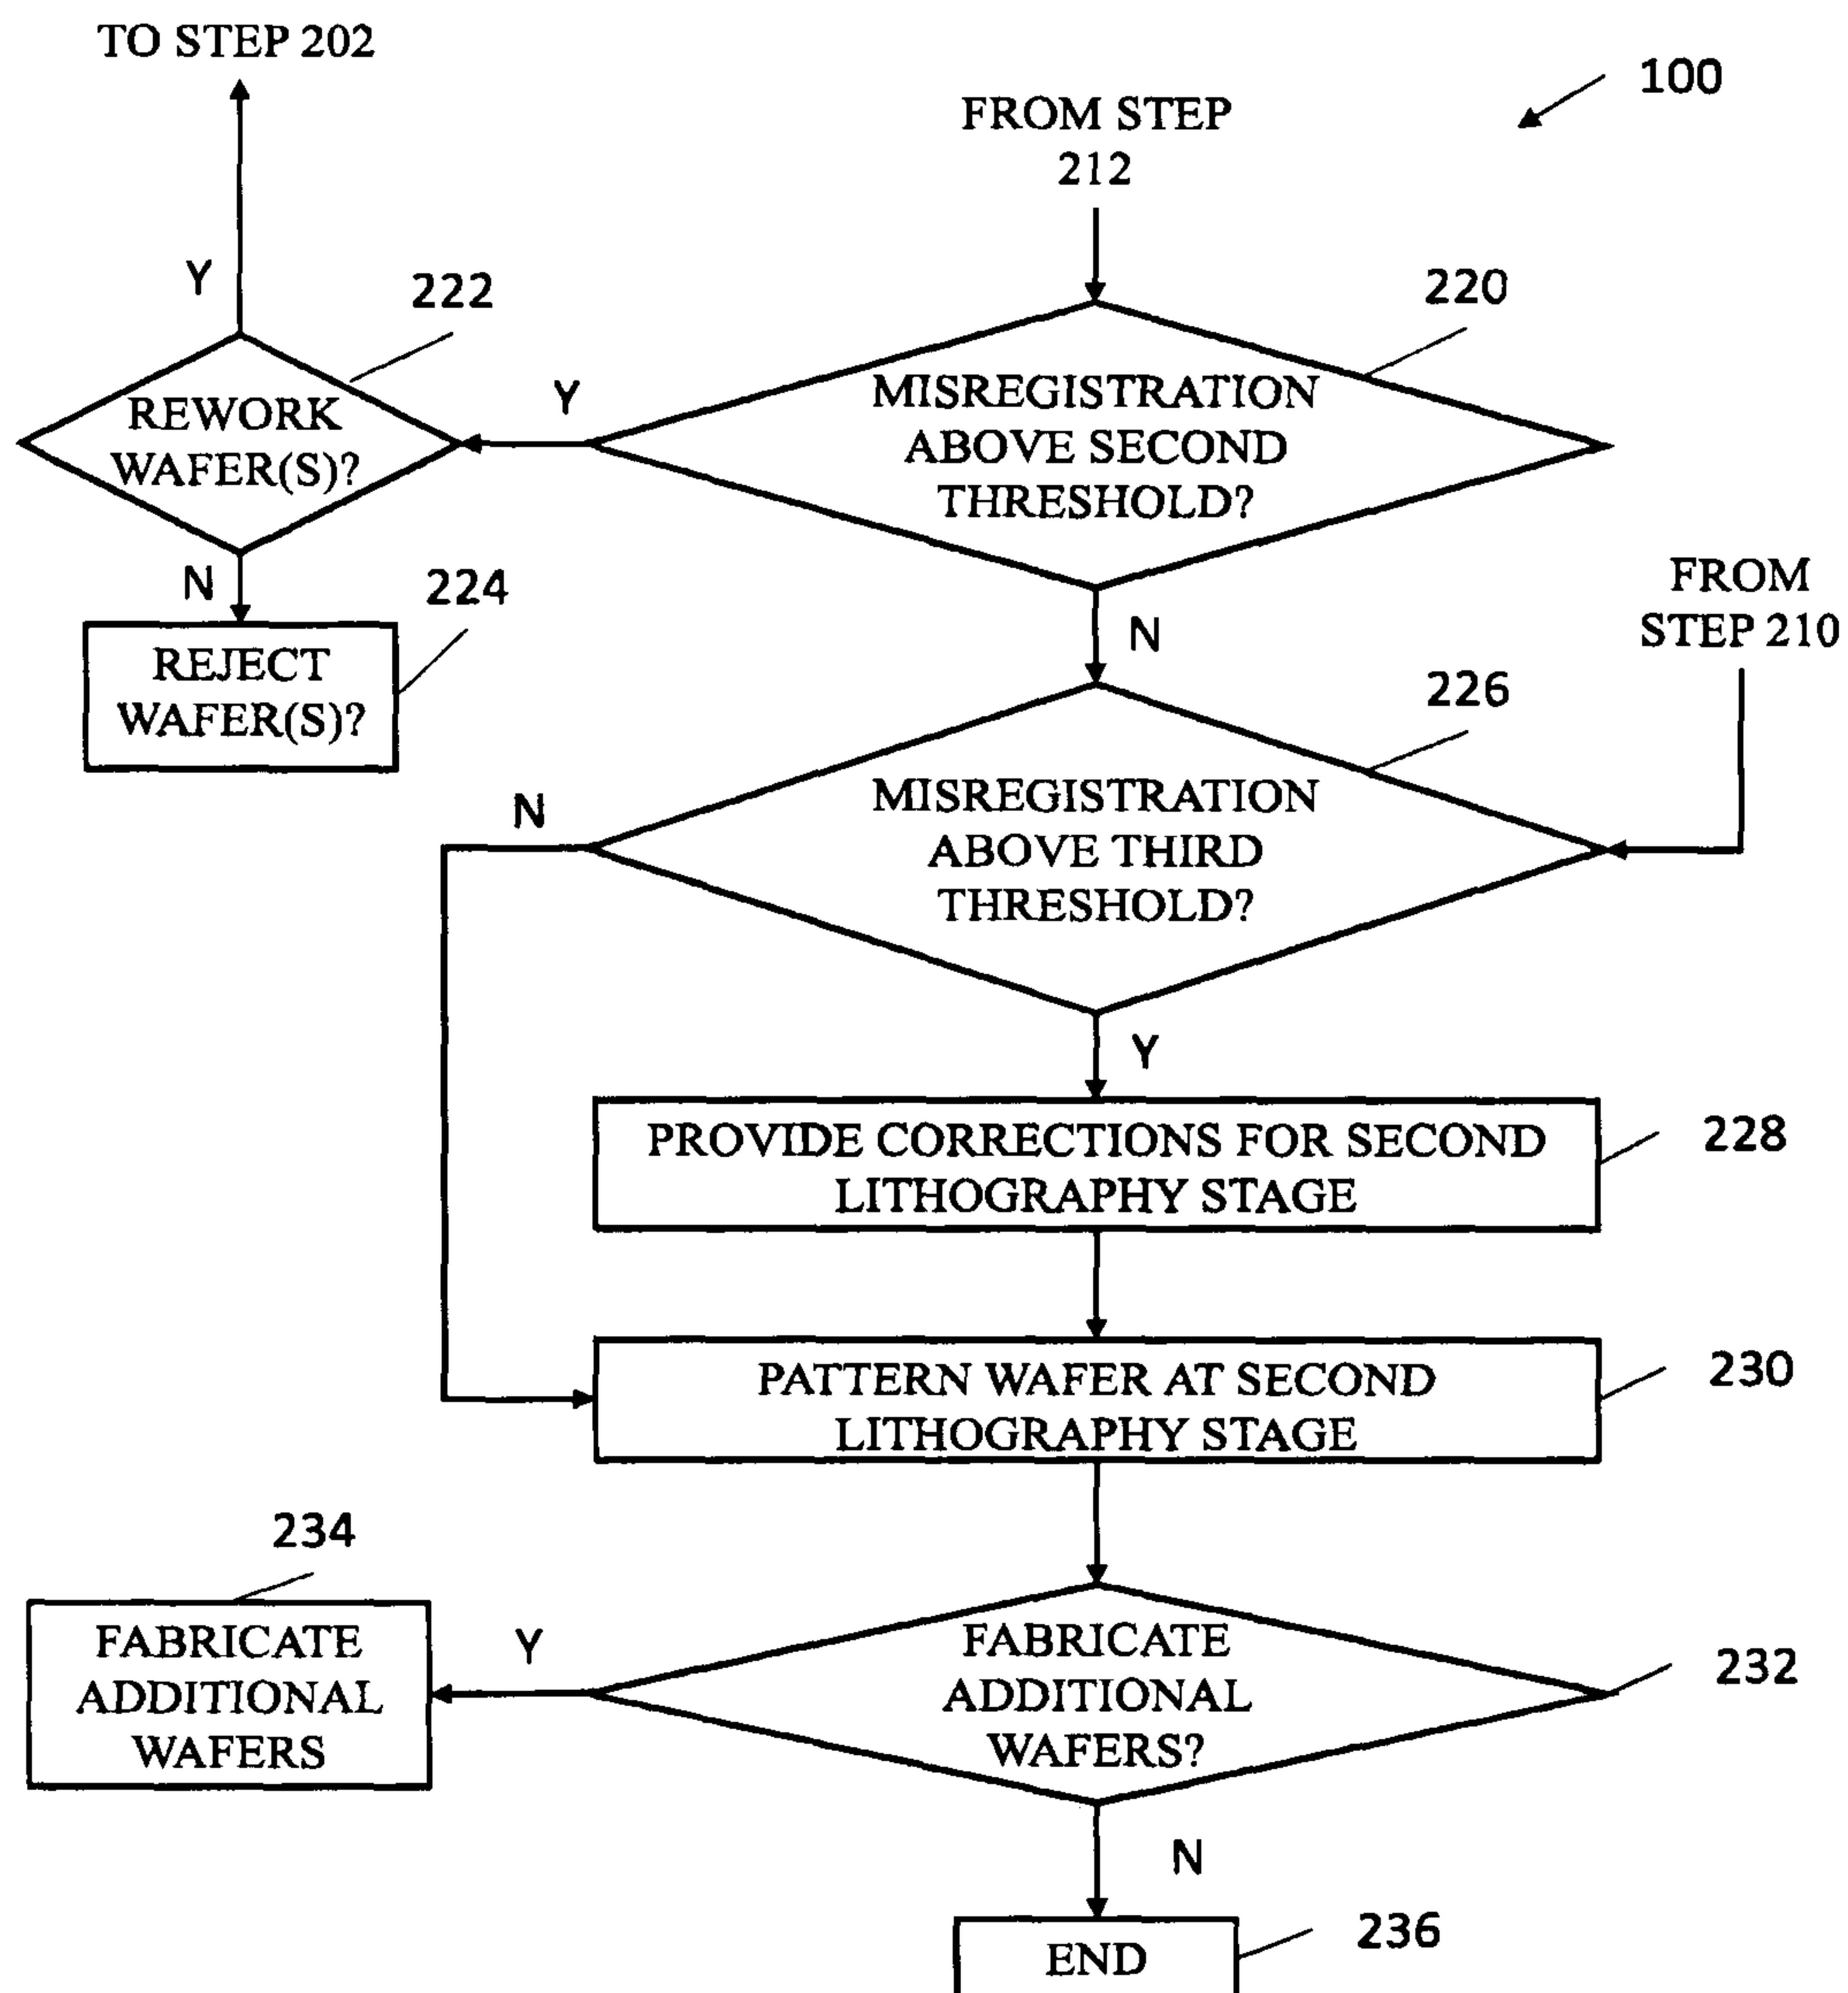 TO STEP 202
100
FROM STEP
212
Y
222
220
REWORK
WAFER(S)?
Y
MISREGISTRATION
ABOVE SECOND
THRESHOLD?
N
224
REJECT
WAFER(S)?
N
FROM
STEP 210
226
N
MISREGISTRATION
ABOVE THIRD
THRESHOLD?
Y
PROVIDE CORRECTIONS FOR SECOND
LITHOGRAPHY STAGE
228
PATTERN WAFER AT SECOND
LITHOGRAPHY STAGE
230
234
FABRICATE
ADDITIONAL
WAFERS
Y
FABRICATE
ADDITIONAL
WAFERS?
232
N
END
236